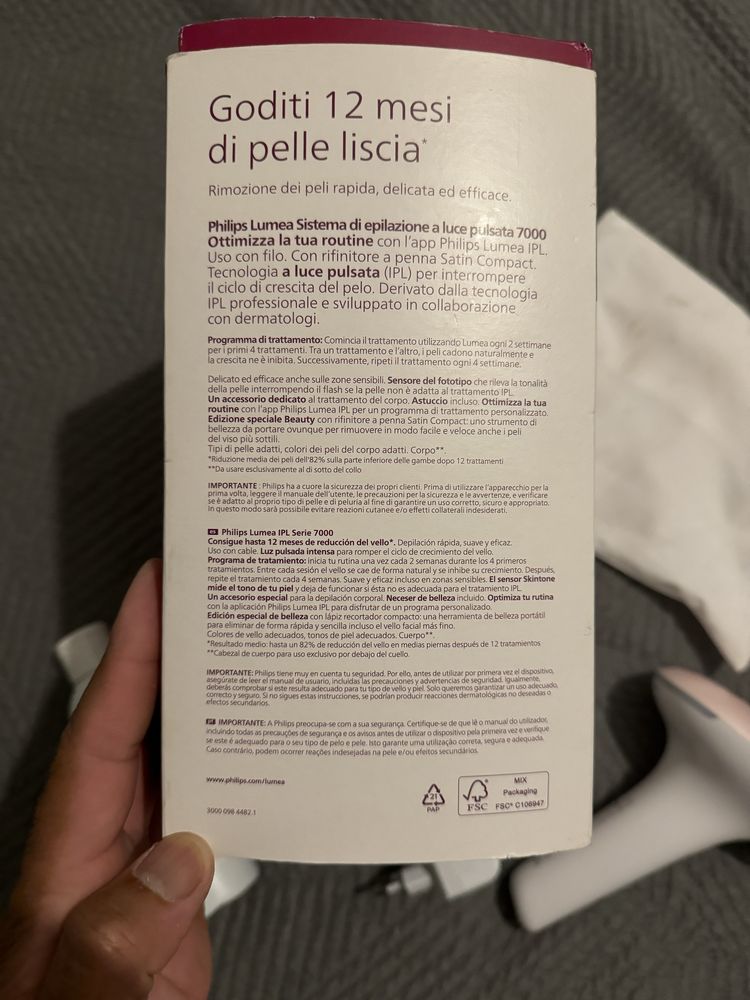 Goditi 12 mesi
di pelle liscia*
Rimozione dei peli rapida, delicata ed efficace.
Philips Lumea Sistema di epilazione a luce pulsata 7000
Ottimizza la tua routine con l'app Philips Lumea IPL.
Uso con filo. Con rifinitore a penna Satin Compact.
Tecnologia a luce pulsata (IPL) per interrompere
il ciclo di crescita del pelo. Derivato dalla tecnologia
IPL professionale e sviluppato in collaborazione
con dermatologi.
Programma di trattamento: Comincia il trattamento utilizzando Lumea ogni 2 settimane
per i primi 4 trattamenti. Tra un trattamento e l'altro, i peli cadono naturalmente e
la crescita ne è inibita. Successivamente, ripeti il trattamento ogni 4 settimane.
Delicato ed efficace anche sulle zone sensibili. Sensore del fototipo che rileva la tonalità
della pelle interrompendo il flash se la pelle non è adatta al trattamento IPL.
Un accessorio dedicato al trattamento del corpo. Astuccio incluso. Ottimizza la tua
routine con l'app Philips Lumea IPL per un programma di trattamento personalizzato.
Edizione speciale Beauty con rifinitore a penna Satin Compact: uno strumento di
bellezza da portare ovunque per rimuovere in modo facile e veloce anche i peli
del viso più sottili.
Tipi di pelle adatti, colori dei peli del corpo adatti. Corpo**.
*Riduzione media dei peli dell'82% sulla parte inferiore delle gambe dopo 12 trattamenti
**Da usare esclusivamente al di sotto del collo
IMPORTANTE: Philips ha a cuore la sicurezza dei propri clienti. Prima di utilizzare l'apparecchio per la
prima volta, leggere il manuale dell'utente, le precauzioni per la sicurezza e le avvertenze, e verificare
se è adatto al proprio tipo di pelle e di peluria al fine di garantire un uso corretto, sicuro e appropriato.
In questo modo sarà possibile evitare reazioni cutanee e/o effetti collaterali indesiderati.
ES Philips Lumea IPL Serie 7000
Consigue hasta 12 meses de reducción del vello*. Depilación rápida, suave y eficaz.
Uso con cable. Luz pulsada intensa para romper el ciclo de crecimiento del vello.
Programa de tratamiento: inicia tu rutina una vez cada 2 semanas durante los 4 primeros
tratamientos. Entre cada sesión el vello se cae de forma natural y se inhibe su crecimiento. Después,
repite el tratamiento cada 4 semanas. Suave y eficaz incluso en zonas sensibles. El sensor Skintone
mide el tono de tu piel y deja de funcionar si ésta no es adecuada para el tratamiento IPL.
Un accesorio especial para la depilación corporal. Neceser de belleza incluido. Optimiza tu rutina
con la aplicación Philips Lumea IPL para disfrutar de un programa personalizado.
Edición especial de belleza con lápiz recortador compacto: una herramienta de belleza portátil
para eliminar de forma rápida y sencilla incluso el vello facial más fino.
Colores de vello adecuados, tonos de piel adecuados. Cuerpo**.
*Resultado medio: hasta un 82% de reducción del vello en medias piernas después de 12 tratamientos
**Cabezal de cuerpo para uso exclusivo por debajo del cuello.
IMPORTANTE: Philips tiene muy en cuenta tu seguridad. Por ello, antes de utilizar por primera vez el dispositivo,
asegúrate de leer el manual de usuario, incluidas las precauciones y advertencias de seguridad. Igualmente,
deberás comprobar si este resulta adecuado para tu tipo de vello y piel. Solo queremos garantizar un uso adecuado,
correcto y seguro. Si no sigues estas instrucciones, se podrían producir reacciones dermatológicas no deseadas o
efectos secundarios.
PT IMPORTANTE: A Philips preocupa-se com a sua segurança. Certifique-se de que lê o manual do utilizador,
incluindo todas as precauções de segurança e os avisos antes de utilizar o dispositivo pela primeira vez e verifique
se este é adequado para o seu tipo de pelo e pele. Isto garante uma utilização correta, segura e adequada.
Caso contrário, podem ocorrer reações indesejadas na pele e/ou efeitos secundários.
www.philips.com/lumea
3000 098 4482.1
21
PAP
FSC
MIX
Packaging
FSC® C106947